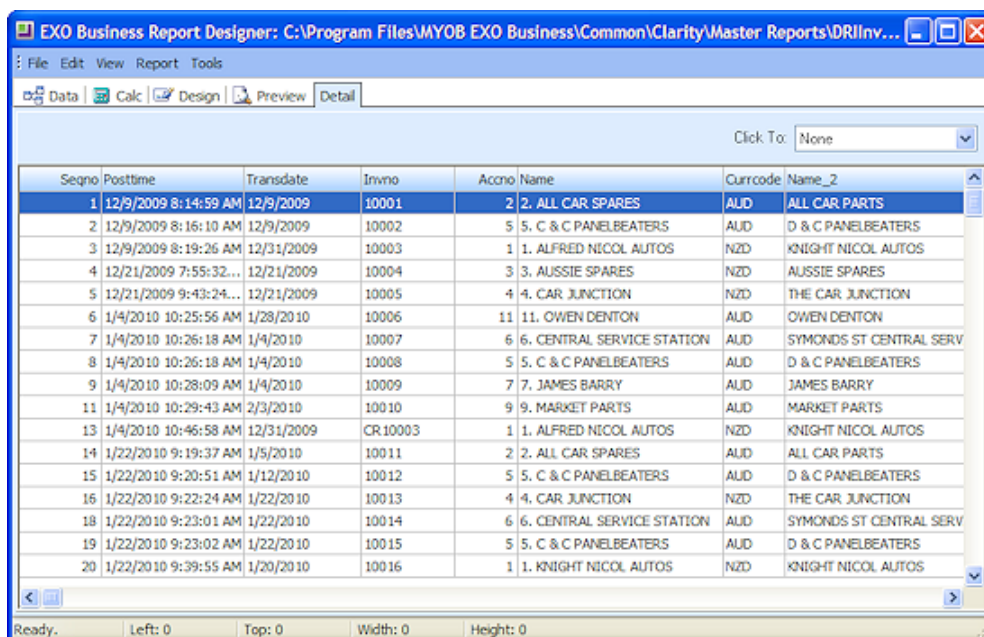 EXO Business Report Designer: C:\Program Files\MYOB EXO Business\Common\Clarity\Master Reports\DRIInv...
File Edit View Report Tools
Data Calc Design Preview Detail
Click To: None
Seqno Posttime Transdate Invno Accno Name Currcode Name_2
1 12/9/2009 8:14:59 AM 12/9/2009 10001 2 2. ALL CAR SPARES AUD ALL CAR PARTS
2 12/9/2009 8:16:10 AM 12/9/2009 10002 5 5. C & C PANELBEATERS AUD D & C PANELBEATERS
3 12/9/2009 8:19:26 AM 12/31/2009 10003 1 1. ALFRED NICOL AUTOS NZD KNIGHT NICOL AUTOS
4 12/21/2009 7:55:32... 12/21/2009 10004 3 3. AUSSIE SPARES NZD AUSSIE SPARES
5 12/21/2009 9:43:24... 12/21/2009 10005 4 4. CAR JUNCTION NZD THE CAR JUNCTION
6 1/4/2010 10:25:56 AM 1/28/2010 10006 11 11. OWEN DENTON AUD OWEN DENTON
7 1/4/2010 10:26:18 AM 1/4/2010 10007 6 6. CENTRAL SERVICE STATION AUD SYMONDS ST CENTRAL SERV
8 1/4/2010 10:26:18 AM 1/4/2010 10008 5 5. C & C PANELBEATERS AUD D & C PANELBEATERS
9 1/4/2010 10:28:09 AM 1/4/2010 10009 7 7. JAMES BARRY AUD JAMES BARRY
11 1/4/2010 10:29:43 AM 2/3/2010 10010 9 9. MARKET PARTS AUD MARKET PARTS
13 1/4/2010 10:46:58 AM 12/31/2009 CR10003 1 1. ALFRED NICOL AUTOS NZD KNIGHT NICOL AUTOS
14 1/22/2010 9:19:37 AM 1/5/2010 10011 2 2. ALL CAR SPARES AUD ALL CAR PARTS
15 1/22/2010 9:20:51 AM 1/12/2010 10012 5 5. C & C PANELBEATERS AUD D & C PANELBEATERS
16 1/22/2010 9:22:24 AM 1/22/2010 10013 4 4. CAR JUNCTION NZD THE CAR JUNCTION
18 1/22/2010 9:23:01 AM 1/22/2010 10014 6 6. CENTRAL SERVICE STATION AUD SYMONDS ST CENTRAL SERV
19 1/22/2010 9:23:02 AM 1/22/2010 10015 5 5. C & C PANELBEATERS AUD D & C PANELBEATERS
20 1/22/2010 9:39:55 AM 1/20/2010 10016 1 1. KNIGHT NICOL AUTOS NZD KNIGHT NICOL AUTOS
Ready. Left: 0 Top: 0 Width: 0 Height: 0